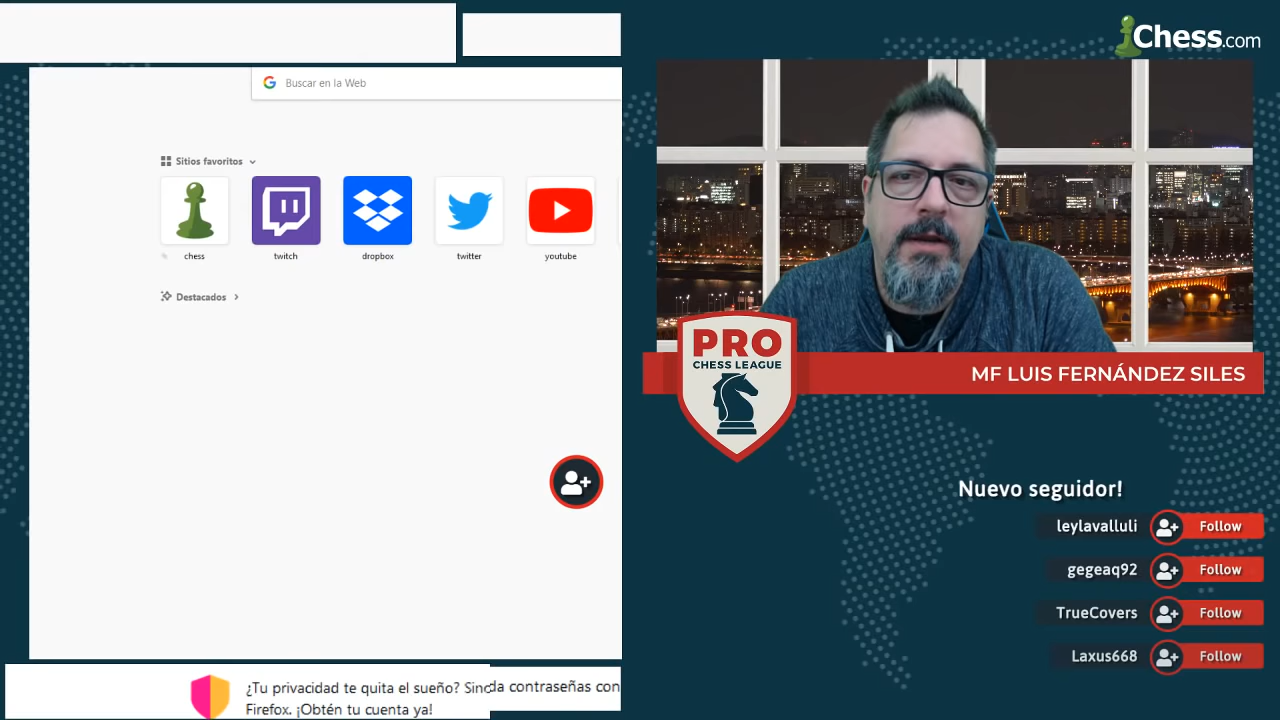 Chess.com
Buscar en la Web
Sitios favoritos
chess
twitch
dropbox
twitter
youtube
Destacados
PRO
CHESS LEAGUE
MF LUIS FERNÁNDEZ SILES
Nuevo seguidor!
leylavalluli
Follow
gegeaq92
Follow
TrueCovers
Follow
Laxus668
Follow
¿Tu privacidad te quita el sueño? Sinc
da contraseñas con
Firefox. ¡Obtén tu cuenta ya!